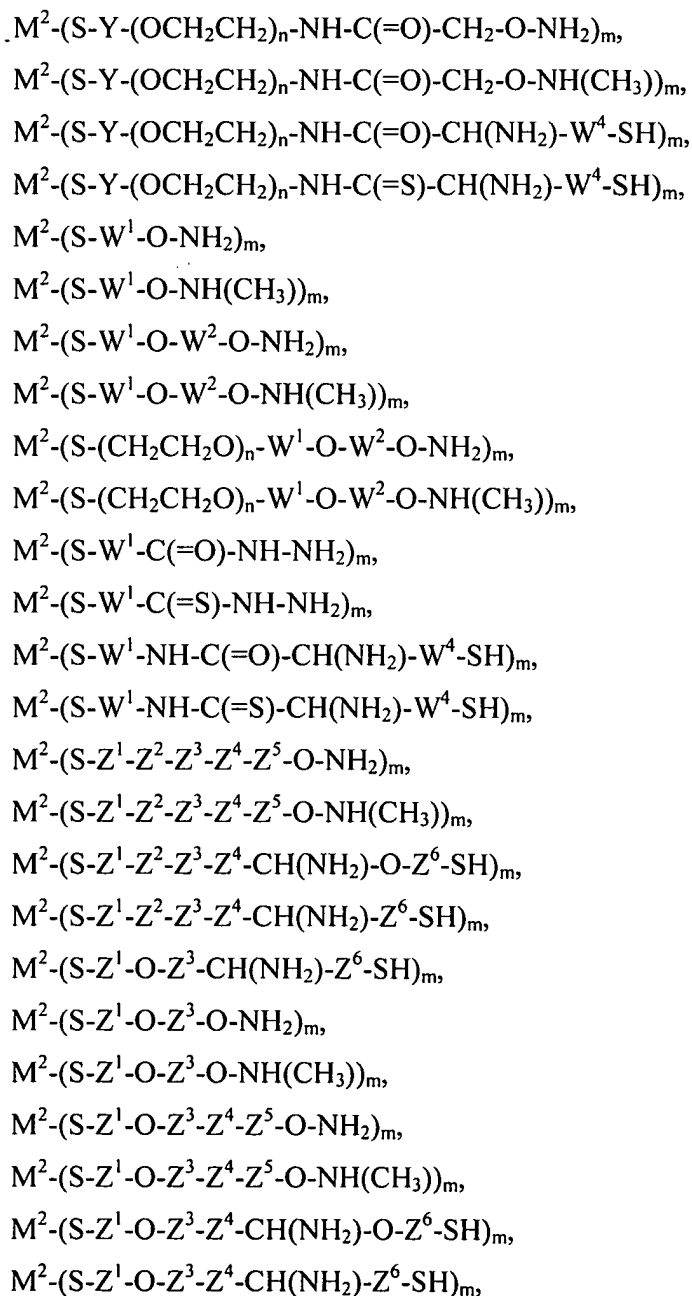 M²-(S-Y-(OCH₂CH₂)ₙ-NH-C(=O)-CH₂-O-NH₂)ₘ,
M²-(S-Y-(OCH₂CH₂)ₙ-NH-C(=O)-CH₂-O-NH(CH₃))ₘ,
M²-(S-Y-(OCH₂CH₂)ₙ-NH-C(=O)-CH(NH₂)-W⁴-SH)ₘ,
M²-(S-Y-(OCH₂CH₂)ₙ-NH-C(=S)-CH(NH₂)-W⁴-SH)ₘ,
M²-(S-W¹-O-NH₂)ₘ,
M²-(S-W¹-O-NH(CH₃))ₘ,
M²-(S-W¹-O-W²-O-NH₂)ₘ,
M²-(S-W¹-O-W²-O-NH(CH₃))ₘ,
M²-(S-(CH₂CH₂O)ₙ-W¹-O-W²-O-NH₂)ₘ,
M²-(S-(CH₂CH₂O)ₙ-W¹-O-W²-O-NH(CH₃))ₘ,
M²-(S-W¹-C(=O)-NH-NH₂)ₘ,
M²-(S-W¹-C(=S)-NH-NH₂)ₘ,
M²-(S-W¹-NH-C(=O)-CH(NH₂)-W⁴-SH)ₘ,
M²-(S-W¹-NH-C(=S)-CH(NH₂)-W⁴-SH)ₘ,
M²-(S-Z¹-Z²-Z³-Z⁴-Z⁵-O-NH₂)ₘ,
M²-(S-Z¹-Z²-Z³-Z⁴-Z⁵-O-NH(CH₃))ₘ,
M²-(S-Z¹-Z²-Z³-Z⁴-CH(NH₂)-O-Z⁶-SH)ₘ,
M²-(S-Z¹-Z²-Z³-Z⁴-CH(NH₂)-Z⁶-SH)ₘ,
M²-(S-Z¹-O-Z³-CH(NH₂)-Z⁶-SH)ₘ,
M²-(S-Z¹-O-Z³-O-NH₂)ₘ,
M²-(S-Z¹-O-Z³-O-NH(CH₃))ₘ,
M²-(S-Z¹-O-Z³-Z⁴-Z⁵-O-NH₂)ₘ,
M²-(S-Z¹-O-Z³-Z⁴-Z⁵-O-NH(CH₃))ₘ,
M²-(S-Z¹-O-Z³-Z⁴-CH(NH₂)-O-Z⁶-SH)ₘ,
M²-(S-Z¹-O-Z³-Z⁴-CH(NH₂)-Z⁶-SH)ₘ,